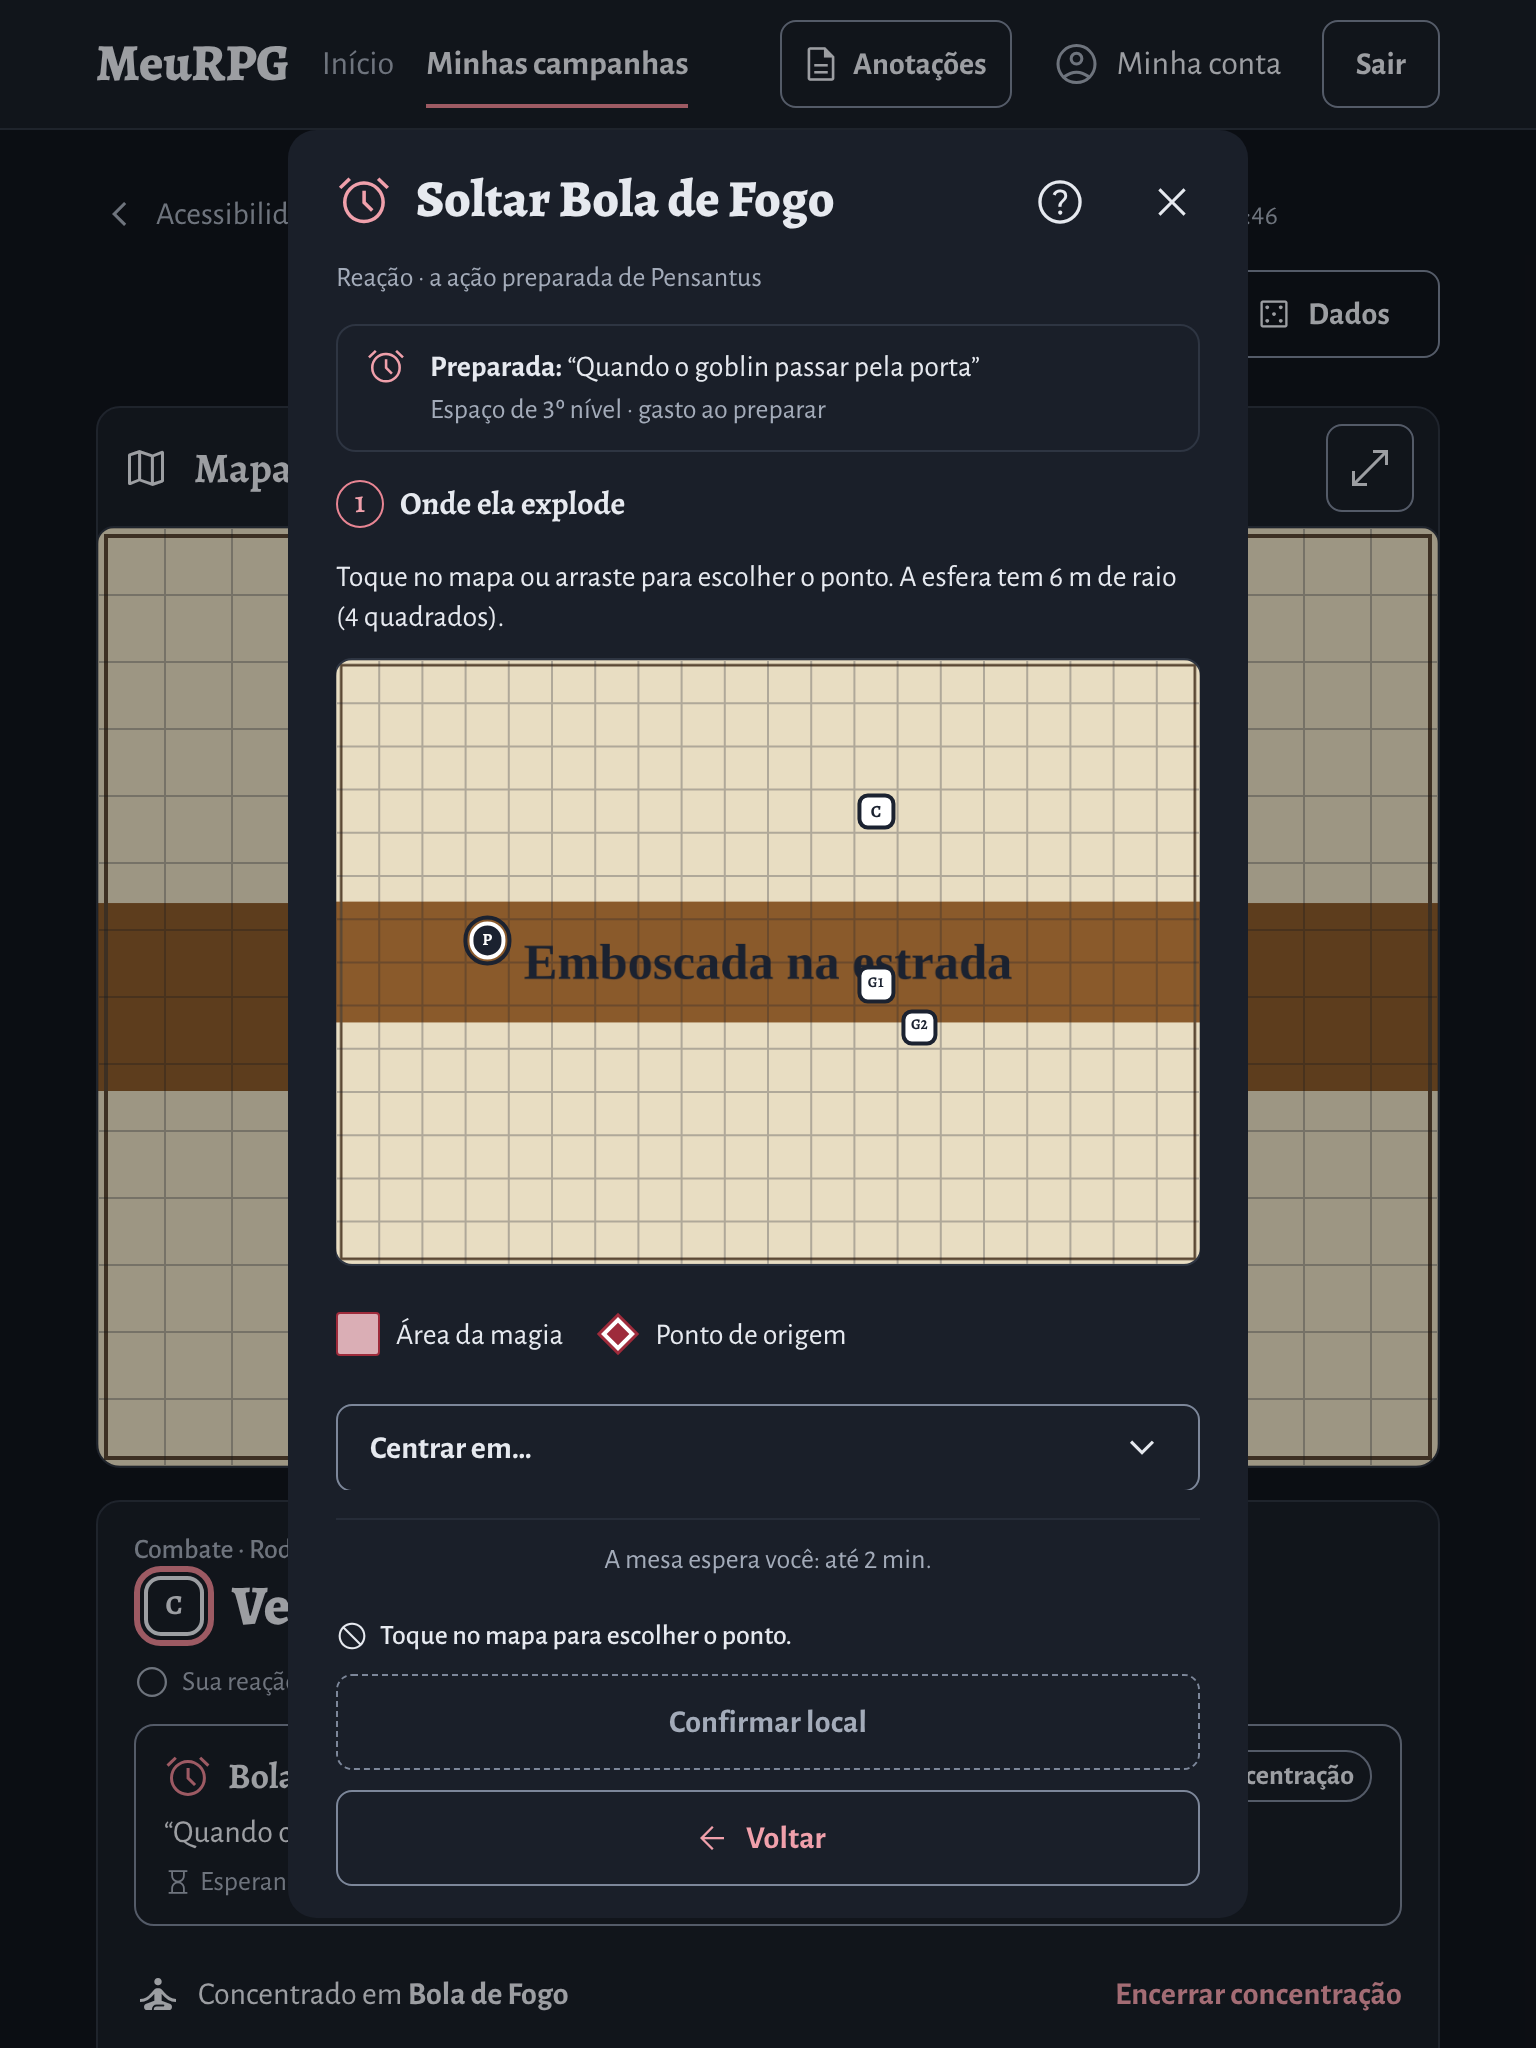 MeuRPG Início Minhas campanhas Anotações Minha conta Sair
Acessibilid :46
Dados
Mapa
Soltar Bola de Fogo
Reação · a ação preparada de Pensantus
Preparada: “Quando o goblin passar pela porta”
Espaço de 3º nível · gasto ao preparar
1 Onde ela explode
Toque no mapa ou arraste para escolher o ponto. A esfera tem 6 m de raio
(4 quadrados).
C
P
Emboscada na estrada
G1
G2
Área da magia Ponto de origem
Centrar em...
A mesa espera você: até 2 min.
Toque no mapa para escolher o ponto.
Confirmar local
Voltar
Combate · Rod
C Ve
Sua reaçã
Bola centração
“Quando o
Esperan
Concentrado em Bola de Fogo Encerrar concentração